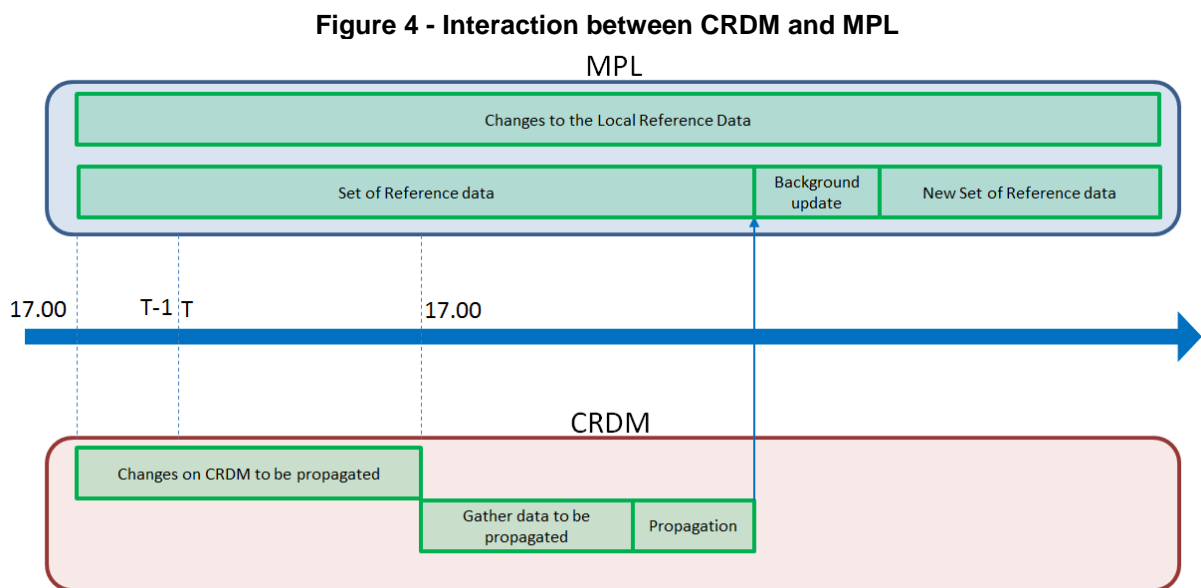 Figure 4 - Interaction between CRDM and MPL
MPL
Changes to the Local Reference Data
Set of Reference data
Background
update
New Set of Reference data
17.00
T-1
T
17.00
CRDM
Changes on CRDM to be propagated
Gather data to be
propagated
Propagation